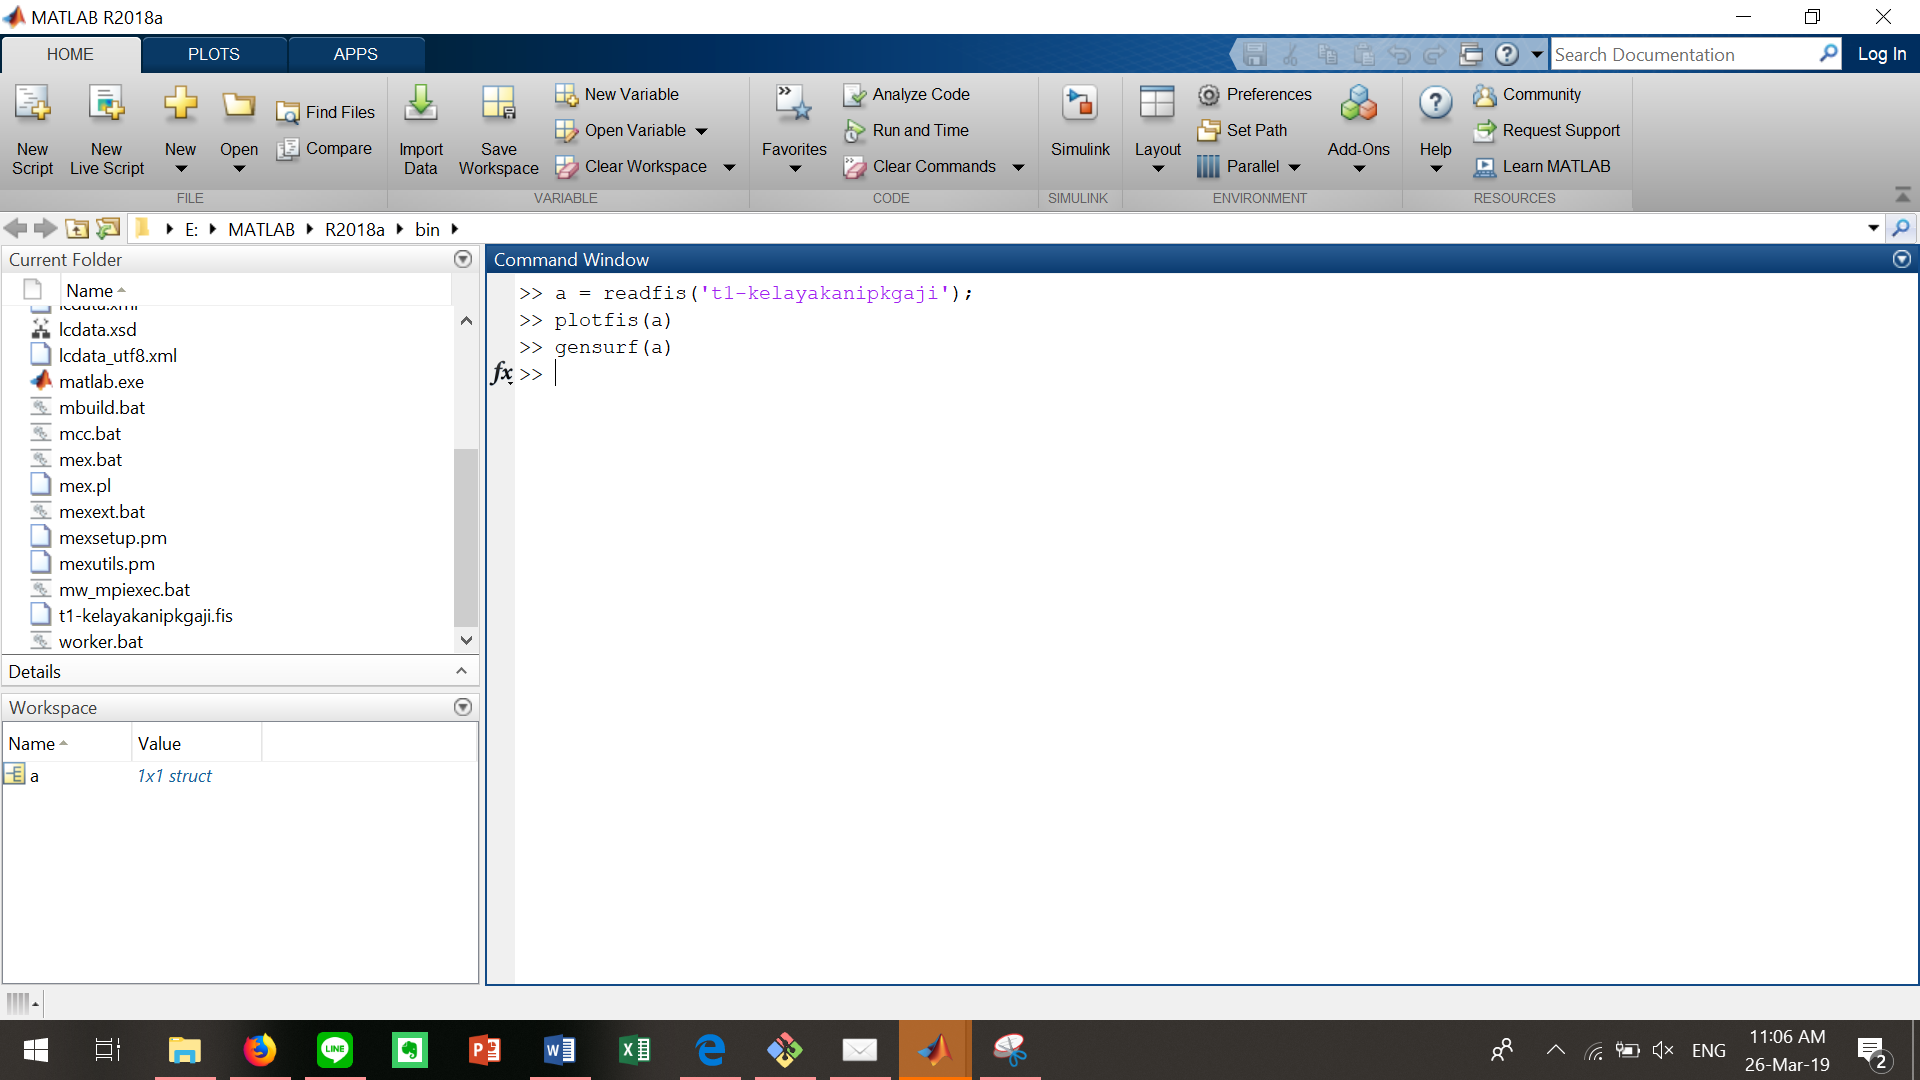 MATLAB R2018a
HOME PLOTS APPS
Search Documentation
Log In
New Script
New Live Script
New
Open
Find Files
Compare
Import Data
Save Workspace
New Variable
Open Variable
Clear Workspace
Favorites
Analyze Code
Run and Time
Clear Commands
Simulink
Layout
Preferences
Set Path
Parallel
Add-Ons
Help
Community
Request Support
Learn MATLAB
FILE VARIABLE CODE SIMULINK ENVIRONMENT RESOURCES
E: MATLAB R2018a bin
Current Folder
Name
lcdata.xml
lcdata.xsd
lcdata_utf8.xml
matlab.exe
mbuild.bat
mcc.bat
mex.bat
mex.pl
mexext.bat
mexsetup.pm
mexutils.pm
mw_mpiexec.bat
t1-kelayakanipkgaji.fis
worker.bat
Details
Workspace
Name Value
a 1x1 struct
Command Window
>> a = readfis('t1-kelayakanipkgaji');
>> plotfis(a)
>> gensurf(a)
fx >>
LINE
ENG
11:06 AM
26-Mar-19
2